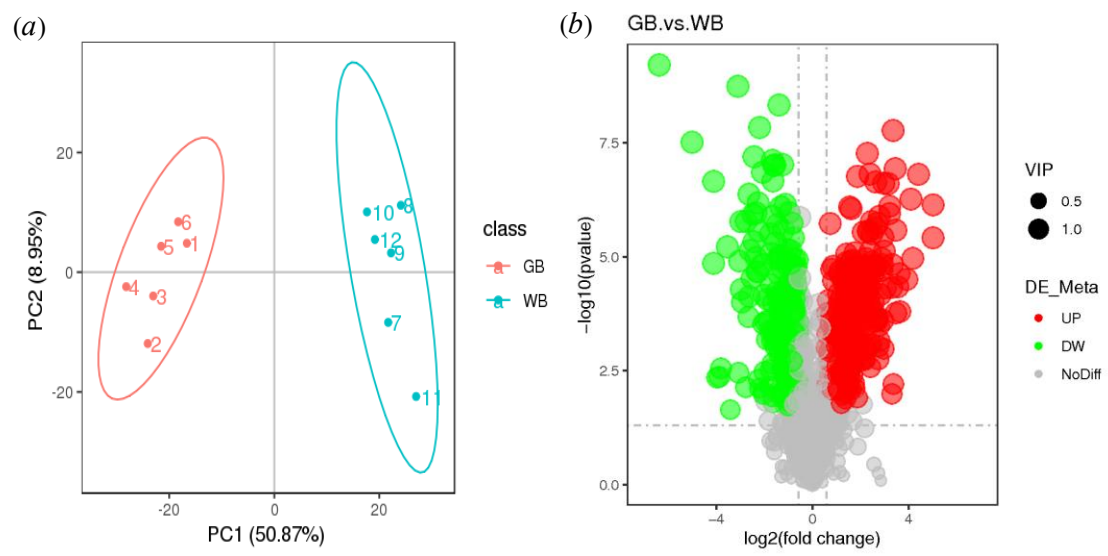 (a)
20
0
-20
PC2 (8.95%)
6
1
5
4
3
2
10
8
12
9
7
11
-20
0
20
PC1 (50.87%)
class
a GB
a WB
(b)
GB.vs.WB
7.5
5.0
2.5
0.0
−log10(pvalue)
−4
0
4
log2(fold change)
VIP
0.5
1.0
DE_Meta
UP
DW
NoDiff